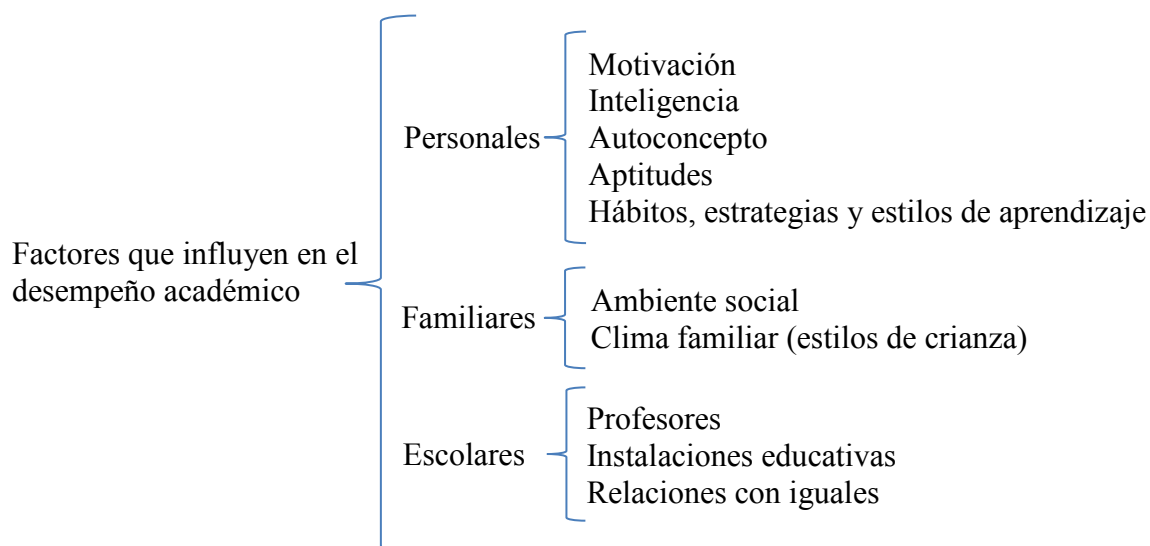 Factores que influyen en el
desempeño académico
Personales
Motivación
Inteligencia
Autoconcepto
Aptitudes
Hábitos, estrategias y estilos de aprendizaje
Familiares
Ambiente social
Clima familiar (estilos de crianza)
Escolares
Profesores
Instalaciones educativas
Relaciones con iguales